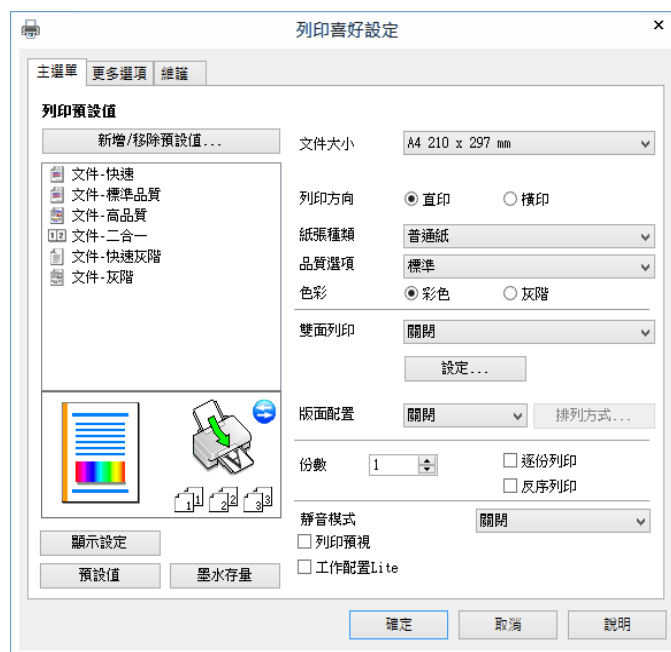 列印喜好設定
主選單 更多選項 維護
列印預設值
新增/移除預設值...
文件-快速
文件-標準品質
文件-高品質
文件-二合一
文件-快速灰階
文件-灰階
1 1 2 2 3 3
顯示設定
預設值 墨水存量
文件大小 A4 210 x 297 mm
列印方向 直印 橫印
紙張種類 普通紙
品質選項 標準
色彩 彩色 灰階
雙面列印 關閉
設定...
版面配置 關閉 排列方式...
份數 1 逐份列印
反序列印
靜音模式 關閉
列印預視
工作配置Lite
確定 取消 說明